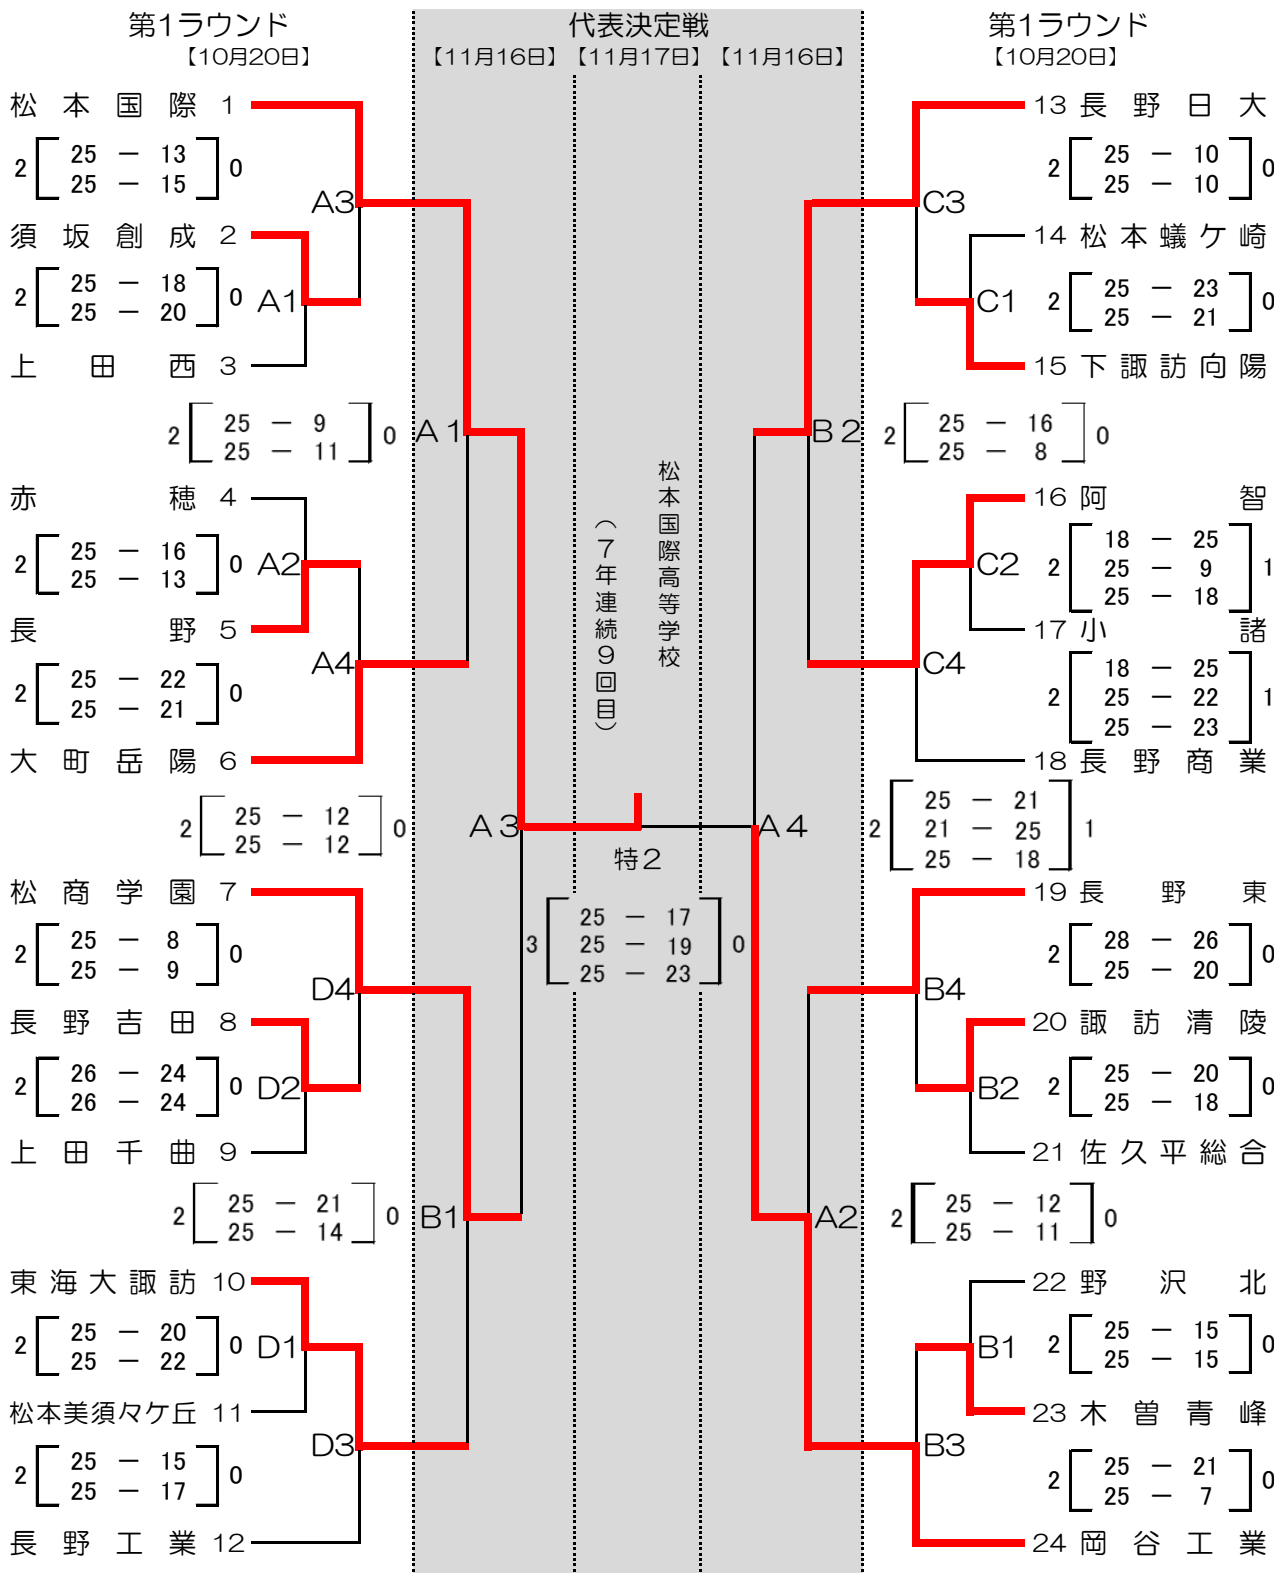 第1ラウンド
【10月20日】
代表決定戦
【11月16日】【11月17日】【11月16日】
第1ラウンド
【10月20日】
松本国際 1
2 25 － 13 0
25 － 15
A3
須坂創成 2
2 25 － 18 0
25 － 20
A1
上田西 3
2 25 － 9 0
25 － 11
A1
赤穂 4
2 25 － 16 0
25 － 13
A2
長野 5
A4
2 25 － 22 0
25 － 21
大町岳陽 6
2 25 － 12 0
25 － 12
A3
松商学園 7
2 25 － 8 0
25 － 9
D4
長野吉田 8
2 26 － 24 0
26 － 24
D2
上田千曲 9
2 25 － 21 0
25 － 14
B1
東海大諏訪 10
2 25 － 20 0
25 － 22
D1
松本美須々ケ丘 11
D3
2 25 － 15 0
25 － 17
長野工業 12
松本国際高等学校
（7年連続9回目）
特2
3 25 － 17 0
25 － 19
25 － 23
13 長野日大
2 25 － 10 0
25 － 10
C3
14 松本蟻ケ崎
2 25 － 23 0
25 － 21
C1
15 下諏訪向陽
B2
2 25 － 16 0
25 － 8
16 阿智
2 18 － 25 1
25 － 9
25 － 18
C2
17 小諸
C4
2 18 － 25 1
25 － 22
25 － 23
18 長野商業
A4
2 25 － 21 1
21 － 25
25 － 18
19 長野東
2 28 － 26 0
25 － 20
B4
20 諏訪清陵
2 25 － 20 0
25 － 18
B2
21 佐久平総合
A2
2 25 － 12 0
25 － 11
22 野沢北
2 25 － 15 0
25 － 15
B1
23 木曽青峰
B3
2 25 － 21 0
25 － 7
24 岡谷工業